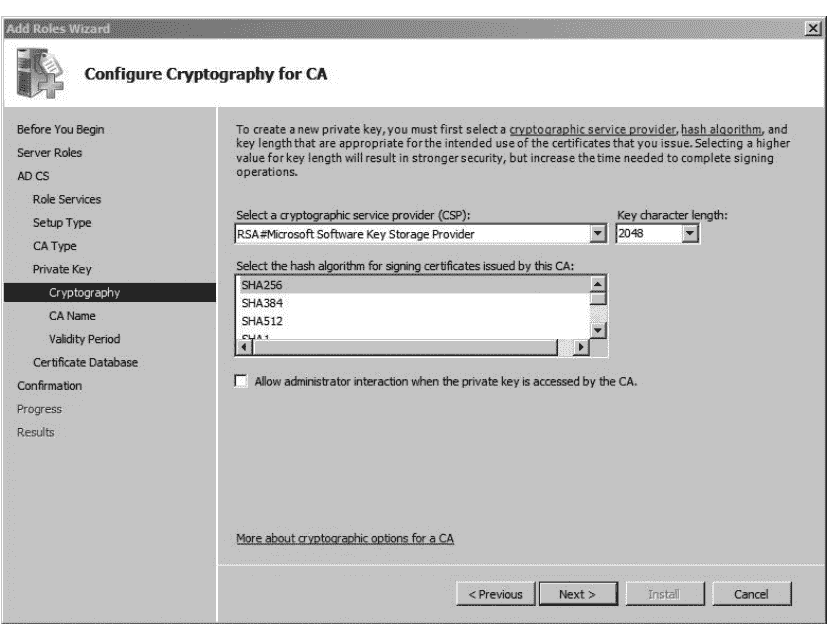 Add Roles Wizard
Configure Cryptography for CA
Before You Begin
Server Roles
AD CS
Role Services
Setup Type
CA Type
Private Key
Cryptography
CA Name
Validity Period
Certificate Database
Confirmation
Progress
Results
To create a new private key, you must first select a cryptographic service provider, hash algorithm, and
key length that are appropriate for the intended use of the certificates that you issue. Selecting a higher
value for key length will result in stronger security, but increase the time needed to complete signing
operations.
Select a cryptographic service provider (CSP):
Key character length:
RSA#Microsoft Software Key Storage Provider
2048
Select the hash algorithm for signing certificates issued by this CA:
SHA256
SHA384
SHA512
SHA1
Allow administrator interaction when the private key is accessed by the CA.
More about cryptographic options for a CA
< Previous
Next >
Install
Cancel